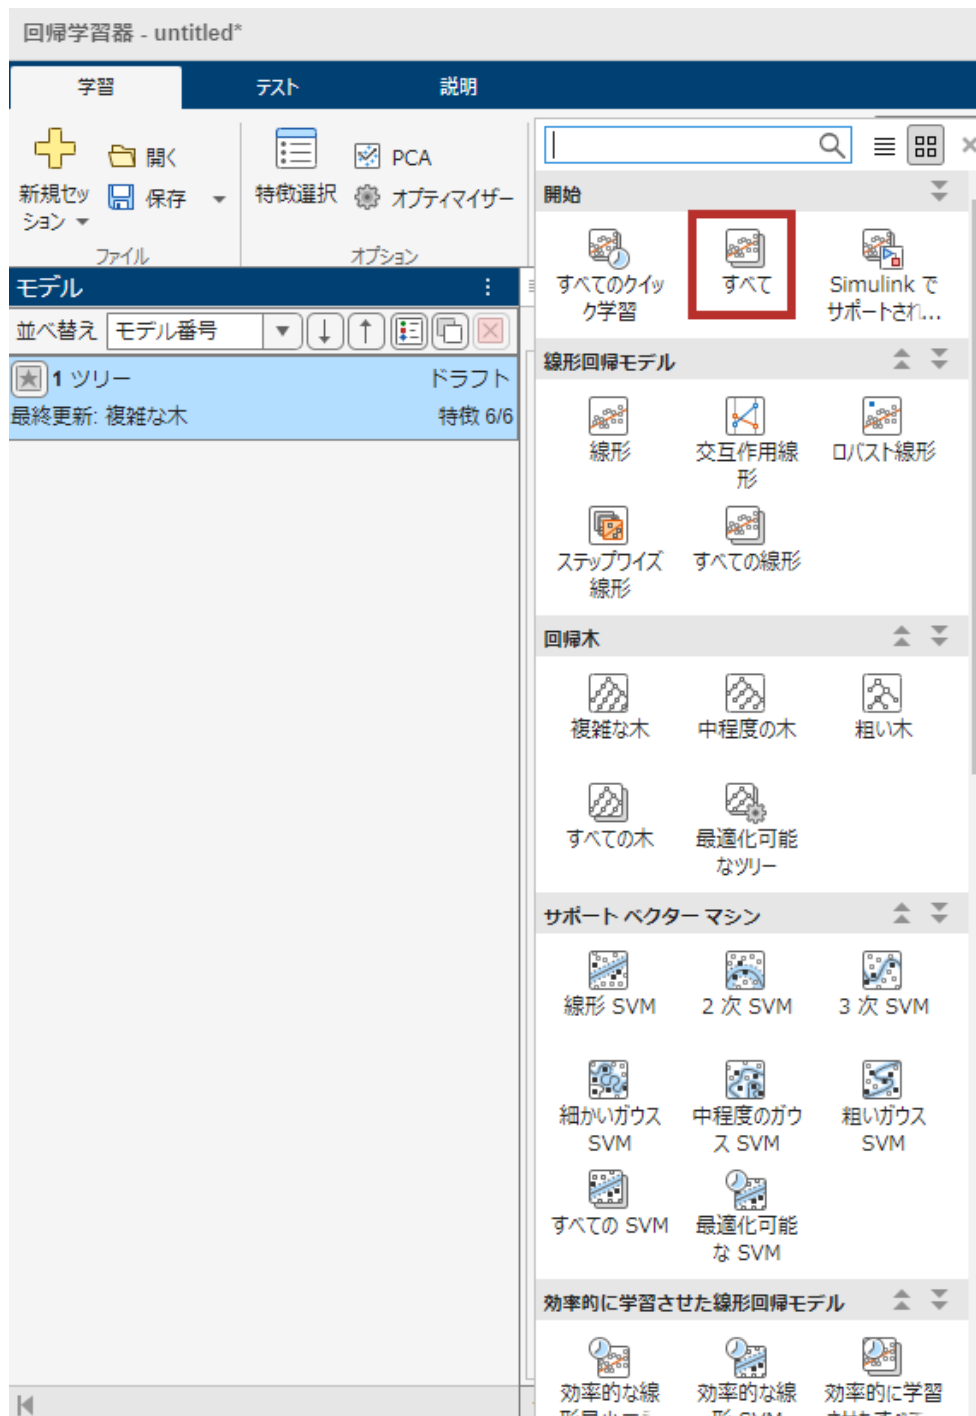 回帰学習器 - untitled*
学習
テスト
説明
新規セッ
ション
開く
保存
ファイル
特徴選択
PCA
オプティマイザー
オプション
モデル
並べ替え
モデル番号
1 ツリー
ドラフト
最終更新: 複雑な木
特徴 6/6
開始
すべてのクイッ
ク学習
すべて
Simulink で
サポートされ...
線形回帰モデル
線形
交互作用線
形
ロバスト線形
ステップワイズ
線形
すべての線形
回帰木
複雑な木
中程度の木
粗い木
すべての木
最適化可能
なツリー
サポート ベクター マシン
線形 SVM
2 次 SVM
3 次 SVM
細かいガウス
SVM
中程度のガウ
ス SVM
粗いガウス
SVM
すべての SVM
最適化可能
な SVM
効率的に学習させた線形回帰モデル
効率的な線
効率的な線
形 SVM
効率的に学習